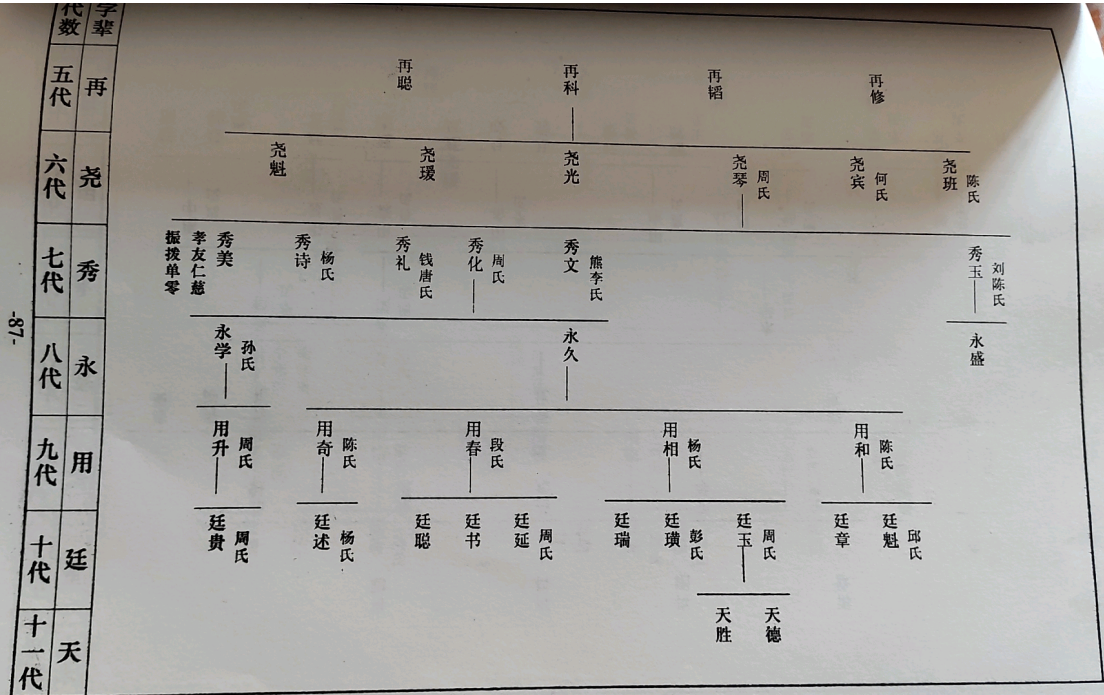 字辈
代数
再
五代
再修
再韬
再科
再聪
尧
六代
尧班
陈氏
尧宾
何氏
尧琴
周氏
尧光
尧瑗
尧魁
秀
七代
秀玉
刘陈氏
秀文
熊李氏
秀化
周氏
秀礼
钱唐氏
秀诗
杨氏
秀美
孝友仁慈
振拨单零
永
八代
永盛
永久
永学
孙氏
用
九代
用和
陈氏
用相
杨氏
用春
段氏
用奇
陈氏
用升
周氏
廷
十代
廷魁
邱氏
廷章
廷玉
周氏
廷璜
彭氏
廷瑞
廷延
周氏
廷书
廷聪
廷述
杨氏
廷贵
周氏
天
十一代
天德
天胜
-87-